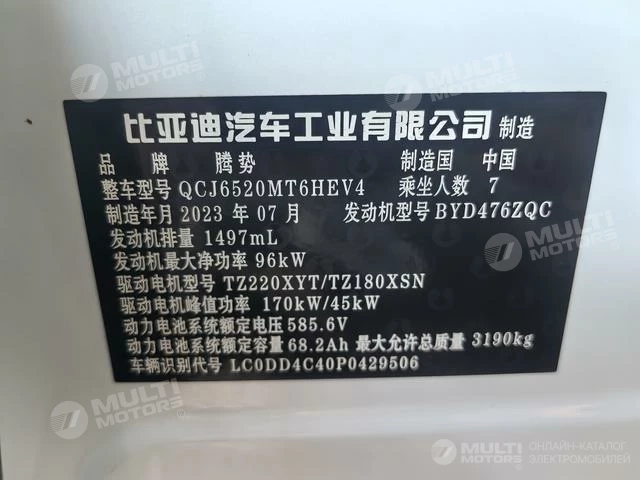 MULTI MOTORS
MULTI MOTORS
比亚迪汽车工业有限公司 制造
品 牌 腾势 制造国 中国
整车型号 QCJ6520MT6HEV4 乘坐人数 7
制造年月 2023 年 07 月 发动机型号 BYD476ZQC
发动机排量 1497mL
发动机最大净功率 96kW
驱动电机型号 TZ220XYT/TZ180XSN
驱动电机峰值功率 170kW/45kW
动力电池系统额定电压 585.6V
动力电池系统额定容量 68.2Ah 最大允许总质量 3190kg
车辆识别代号 LC0DD4C40P0429506
MULTI MOTORS
MULTI MOTORS
MULTI MOTORS
ОНЛАЙН-КАТАЛОГ
ЭЛЕКТРОМОБИЛЕЙ